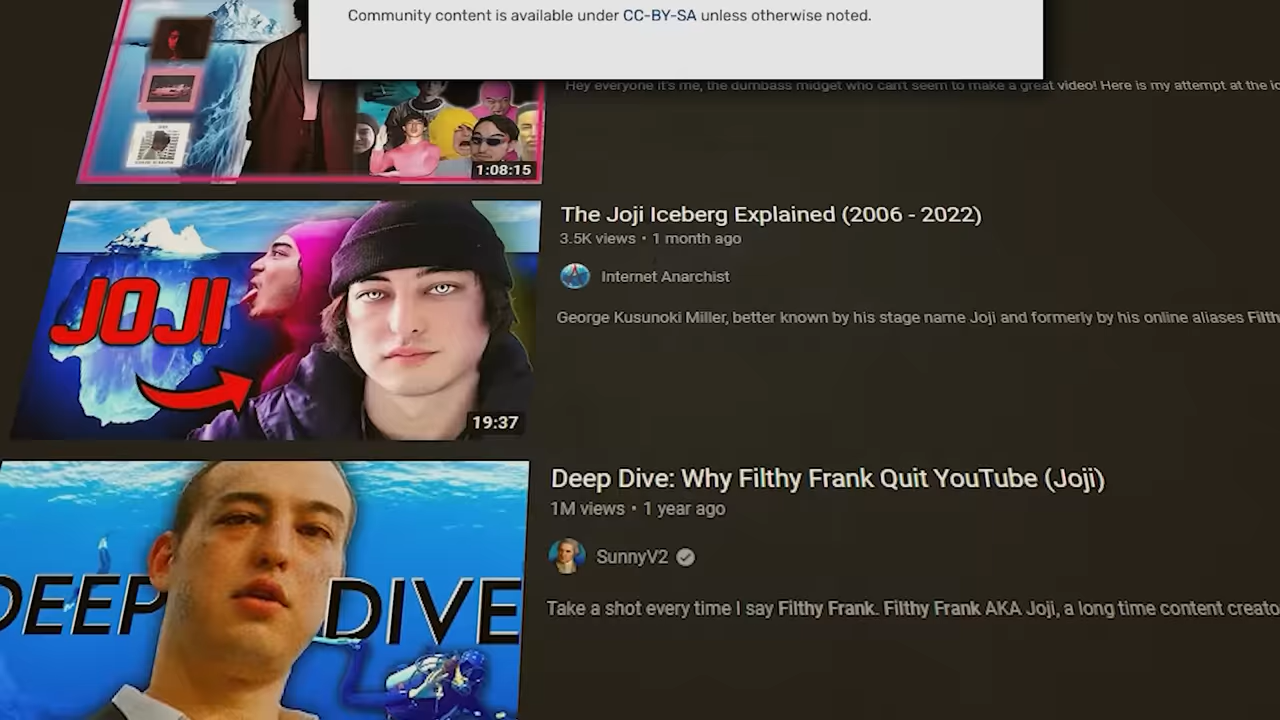 Community content is available under CC-BY-SA unless otherwise noted.
Hey everyone it's me, the dumbass midget who can't seem to make a great video! Here is my attempt at the
1:08:15
The Joji Iceberg Explained (2006 - 2022)
3.5K views • 1 month ago
Internet Anarchist
George Kusunoki Miller, better known by his stage name Joji and formerly by his online aliases Filth
JOJI
19:37
Deep Dive: Why Filthy Frank Quit YouTube (Joji)
1M views • 1 year ago
SunnyV2
Take a shot every time I say Filthy Frank. Filthy Frank AKA Joji, a long time content creato
DEEP DIVE